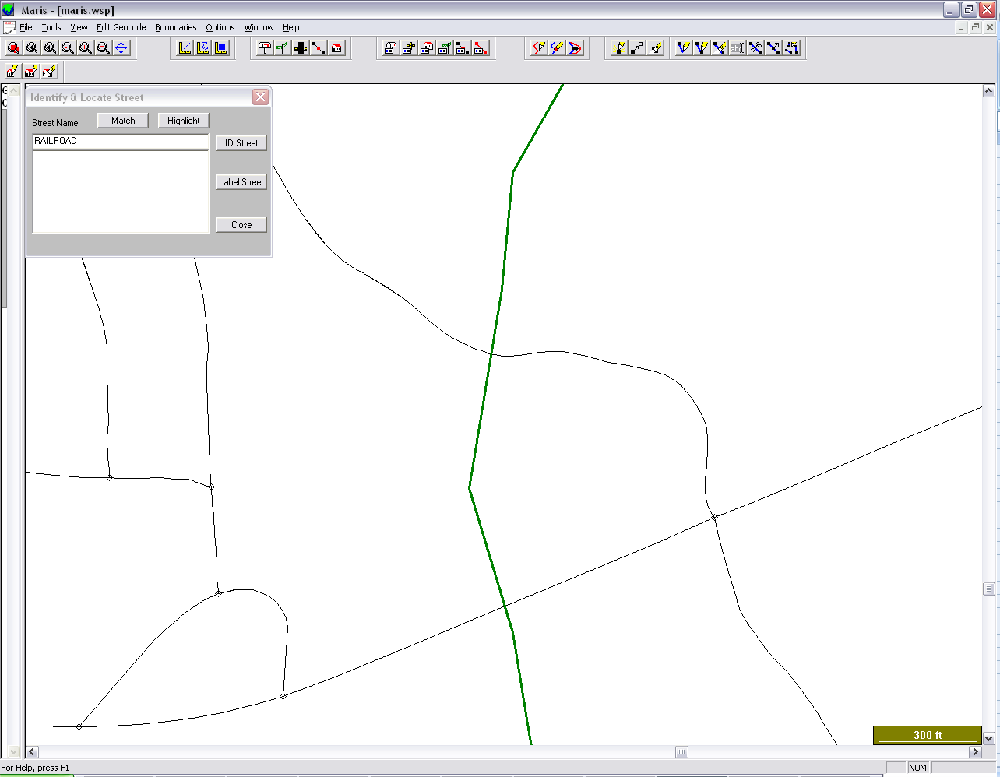 Maris - [maris.wsp]
File Tools View Edit Geocode Boundaries Options Window Help
abc
G
C
Identify & Locate Street
Street Name: Match Highlight
RAILROAD
ID Street
Label Street
Close
300 ft
For Help, press F1 NUM